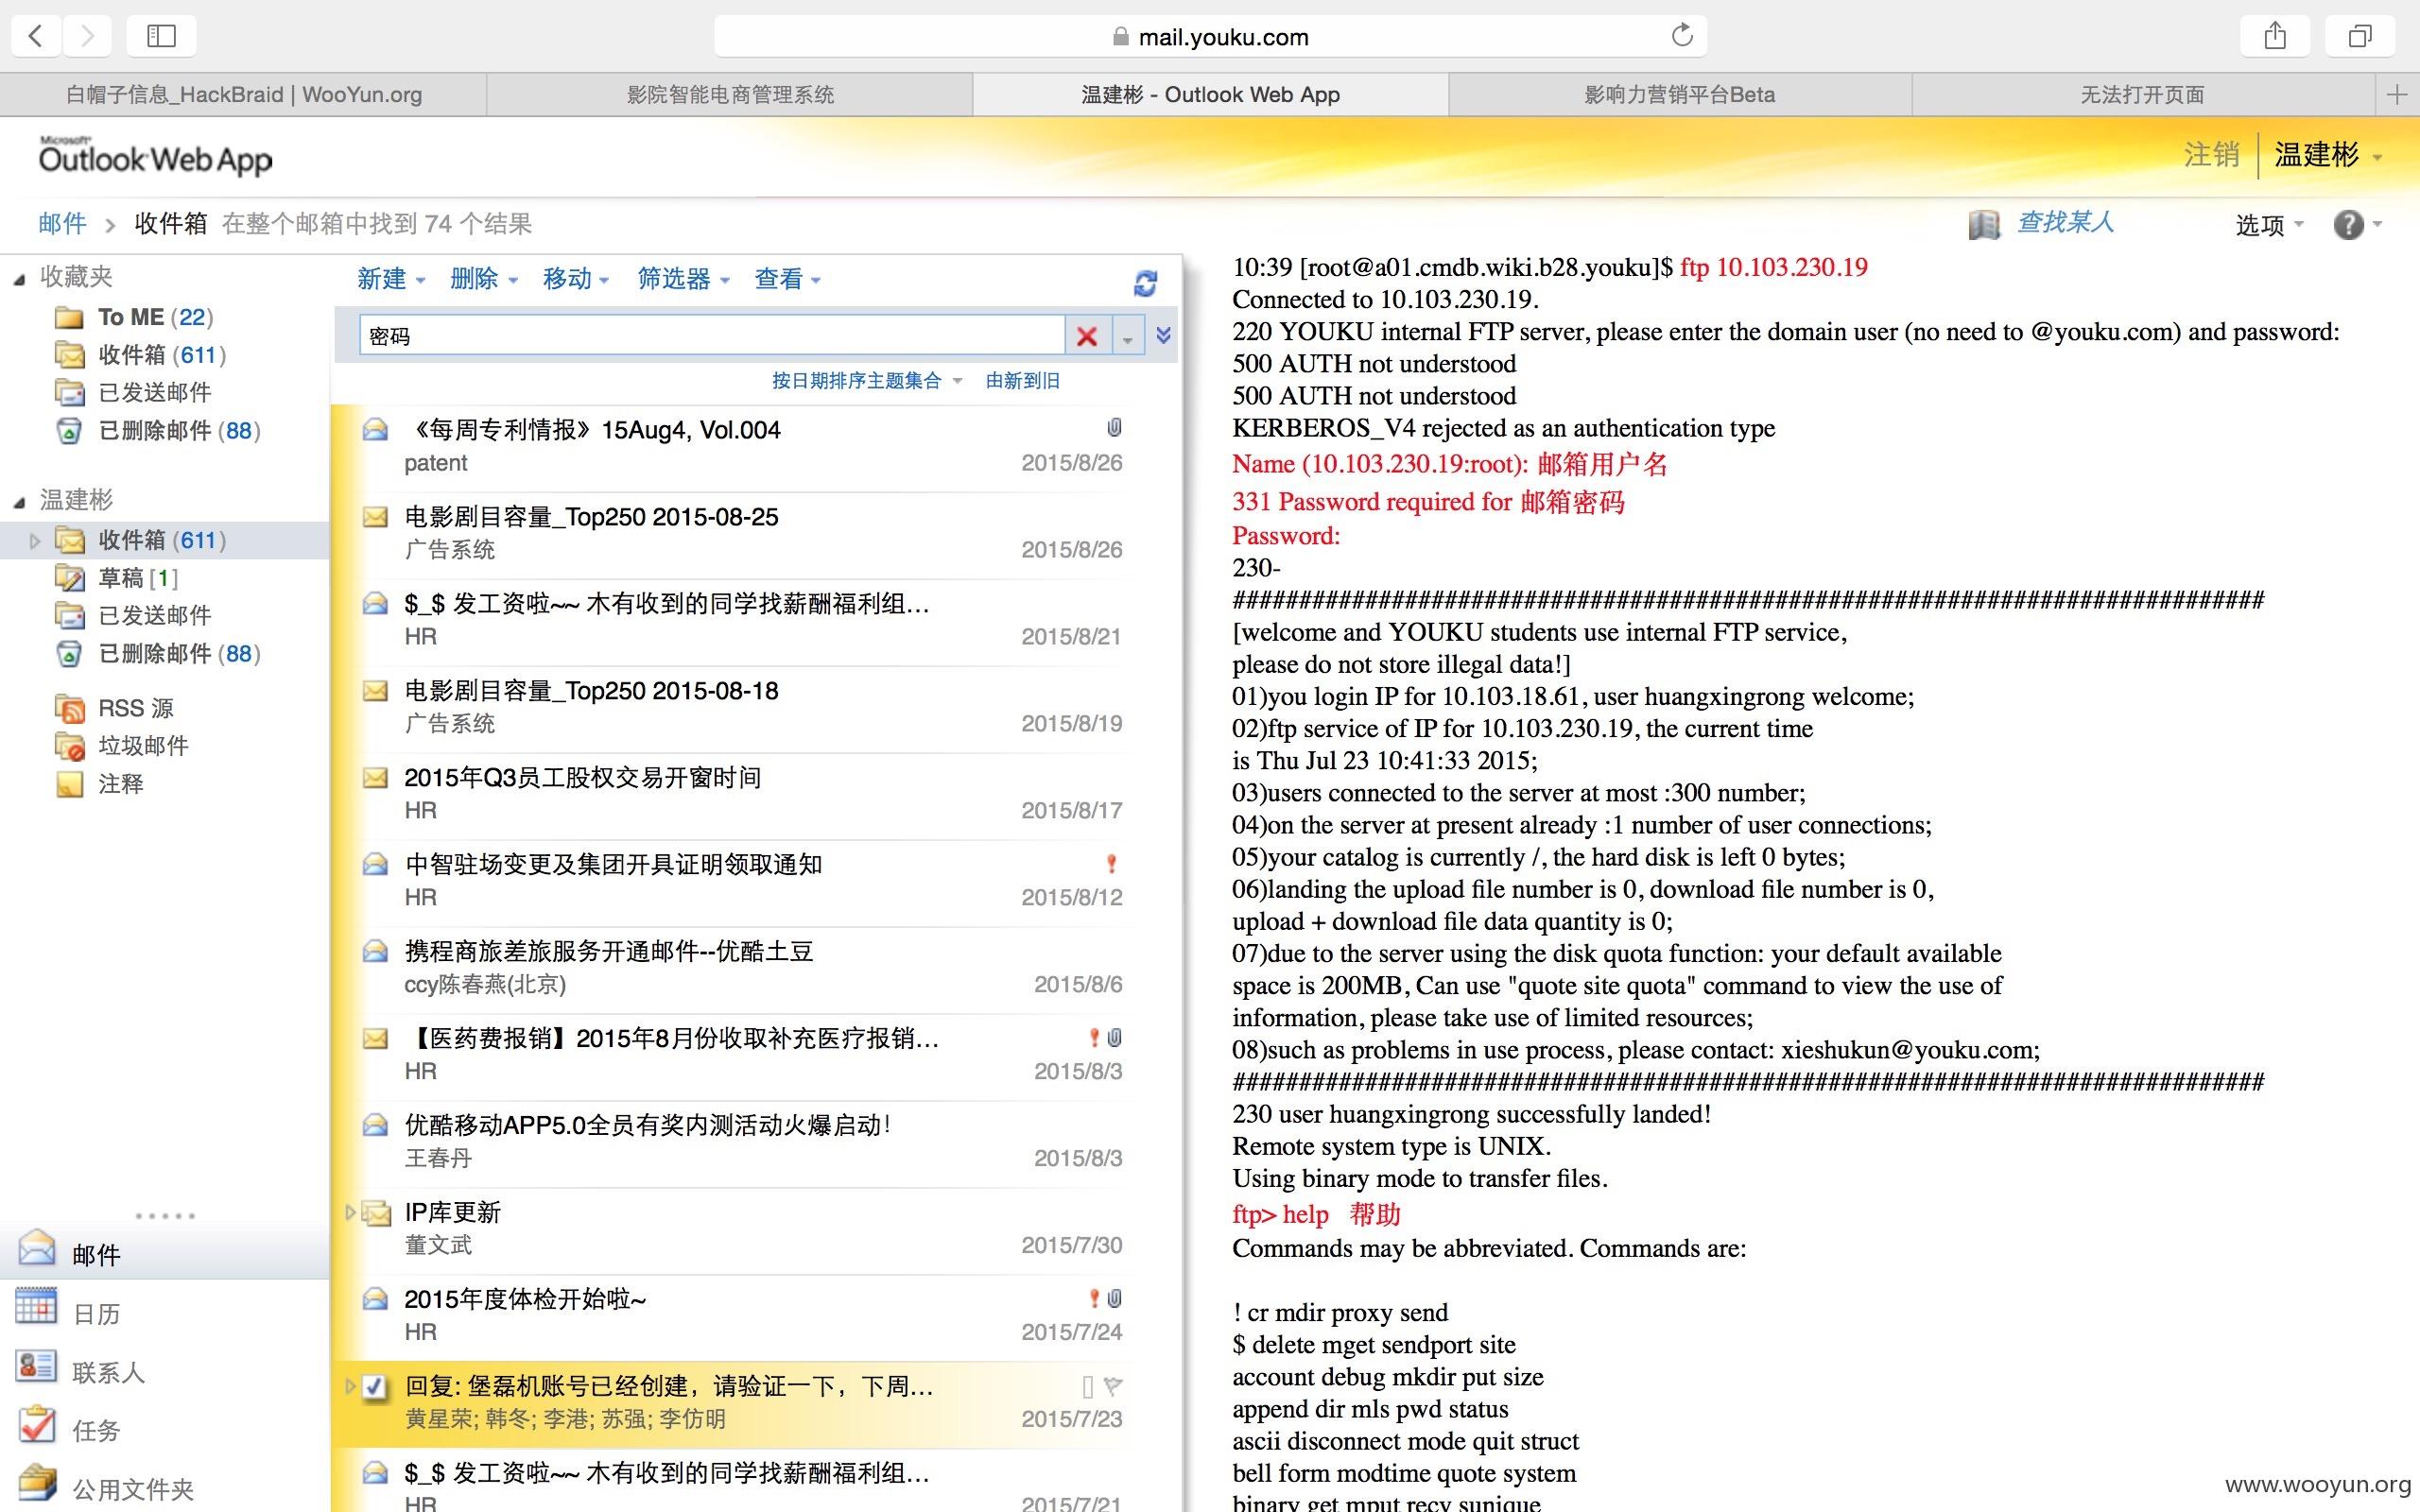 mail.youku.com
白帽子信息_HackBraid | WooYun.org
影院智能电商管理系统
温建彬 - Outlook Web App
影响力营销平台Beta
无法打开页面
Microsoft
Outlook Web App
注销
温建彬
邮件 › 收件箱 在整个邮箱中找到 74 个结果
查找某人
选项
收藏夹
To ME (22)
收件箱 (611)
已发送邮件
已删除邮件 (88)
温建彬
收件箱 (611)
草稿 [1]
已发送邮件
已删除邮件 (88)
RSS 源
垃圾邮件
注释
邮件
日历
联系人
任务
公用文件夹
新建 删除 移动 筛选器 查看
密码
按日期排序主题集合 由新到旧
《每周专利情报》15Aug4, Vol.004
patent 2015/8/26
电影剧目容量_Top250 2015-08-25
广告系统 2015/8/26
$_$ 发工资啦~~ 木有收到的同学找薪酬福利组...
HR 2015/8/21
电影剧目容量_Top250 2015-08-18
广告系统 2015/8/19
2015年Q3员工股权交易开窗时间
HR 2015/8/17
中智驻场变更及集团开具证明领取通知
HR 2015/8/12
携程商旅差旅服务开通邮件--优酷土豆
ccy陈春燕(北京) 2015/8/6
【医药费报销】2015年8月份收取补充医疗报销...
HR 2015/8/3
优酷移动APP5.0全员有奖内测活动火爆启动！
王春丹 2015/8/3
IP库更新
董文武 2015/7/30
2015年度体检开始啦~
HR 2015/7/24
回复: 堡磊机账号已经创建，请验证一下，下周...
黄星荣; 韩冬; 李港; 苏强; 李仿明 2015/7/23
$_$ 发工资啦~~ 木有收到的同学找薪酬福利组...
HR 2015/7/21
10:39 [root@a01.cmdb.wiki.b28.youku]$ ftp 10.103.230.19
Connected to 10.103.230.19.
220 YOUKU internal FTP server, please enter the domain user (no need to @youku.com) and password:
500 AUTH not understood
500 AUTH not understood
KERBEROS_V4 rejected as an authentication type
Name (10.103.230.19:root): 邮箱用户名
331 Password required for 邮箱密码
Password:
230-
###############################################################################
[welcome and YOUKU students use internal FTP service,
please do not store illegal data!]
01)you login IP for 10.103.18.61, user huangxingrong welcome;
02)ftp service of IP for 10.103.230.19, the current time
is Thu Jul 23 10:41:33 2015;
03)users connected to the server at most :300 number;
04)on the server at present already :1 number of user connections;
05)your catalog is currently /, the hard disk is left 0 bytes;
06)landing the upload file number is 0, download file number is 0,
upload + download file data quantity is 0;
07)due to the server using the disk quota function: your default available
space is 200MB, Can use "quote site quota" command to view the use of
information, please take use of limited resources;
08)such as problems in use process, please contact: xieshukun@youku.com;
###############################################################################
230 user huangxingrong successfully landed!
Remote system type is UNIX.
Using binary mode to transfer files.
ftp> help 帮助
Commands may be abbreviated. Commands are:
! cr mdir proxy send
$ delete mget sendport site
account debug mkdir put size
append dir mls pwd status
ascii disconnect mode quit struct
bell form modtime quote system
binary get mput recv sunique
www.wooyun.org